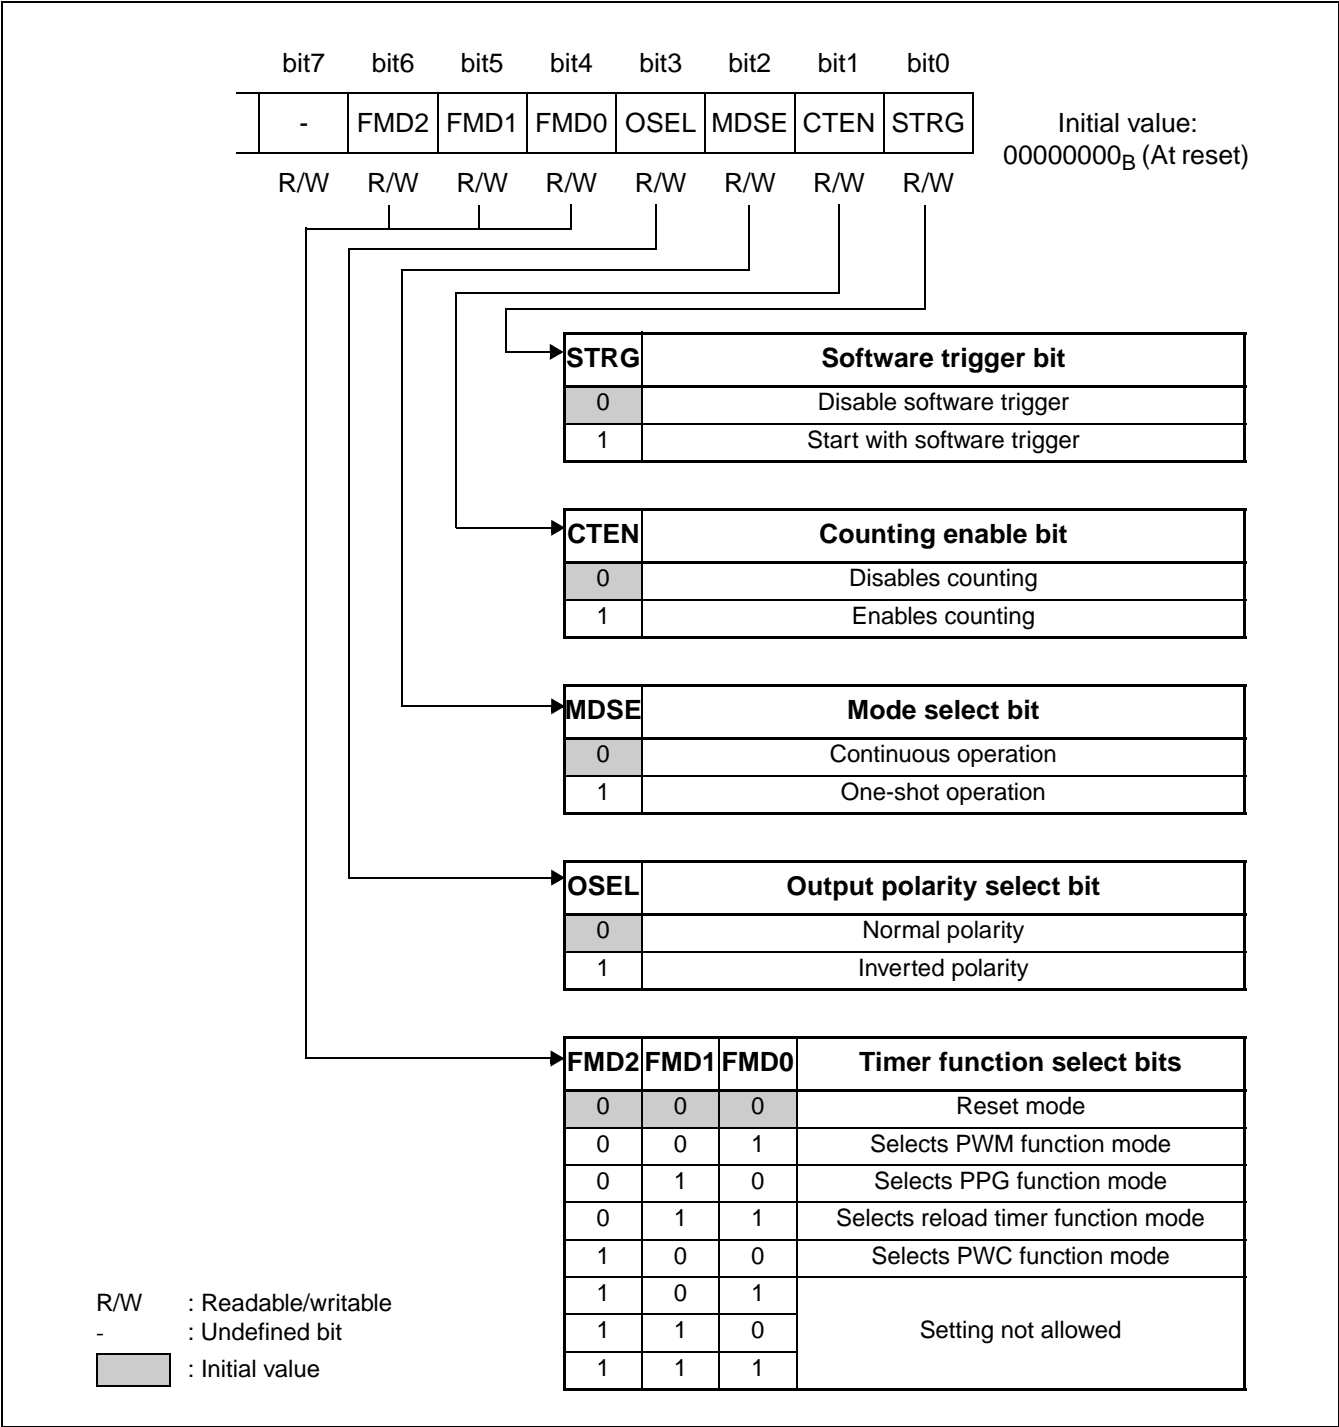 bit7 bit6 bit5 bit4 bit3 bit2 bit1 bit0
- FMD2 FMD1 FMD0 OSEL MDSE CTEN STRG
Initial value:
00000000B (At reset)
R/W R/W R/W R/W R/W R/W R/W R/W
STRG Software trigger bit
0 Disable software trigger
1 Start with software trigger
CTEN Counting enable bit
0 Disables counting
1 Enables counting
MDSE Mode select bit
0 Continuous operation
1 One-shot operation
OSEL Output polarity select bit
0 Normal polarity
1 Inverted polarity
FMD2 FMD1 FMD0 Timer function select bits
0 0 0 Reset mode
0 0 1 Selects PWM function mode
0 1 0 Selects PPG function mode
0 1 1 Selects reload timer function mode
1 0 0 Selects PWC function mode
1 0 1
1 1 0 Setting not allowed
1 1 1
R/W : Readable/writable
- : Undefined bit
: Initial value